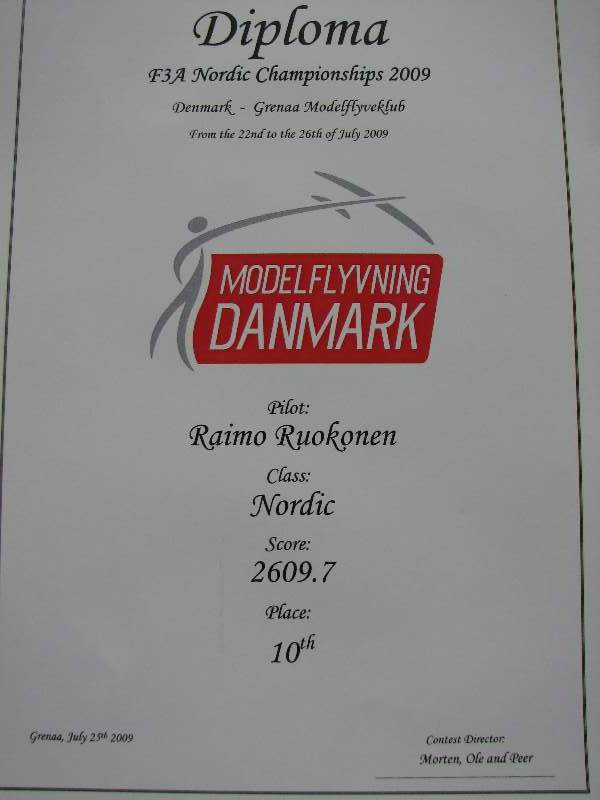 Diploma
F3A Nordic Championships 2009
Denmark - Grenaa Modelflyveklub
From the 22nd to the 26th of July 2009
MODELFLYVNING
DANMARK
Pilot:
Raimo Ruokonen
Class:
Nordic
Score:
2609.7
Place:
10th
Grenaa, July 25th 2009
Contest Director:
Morten, Ole and Peer